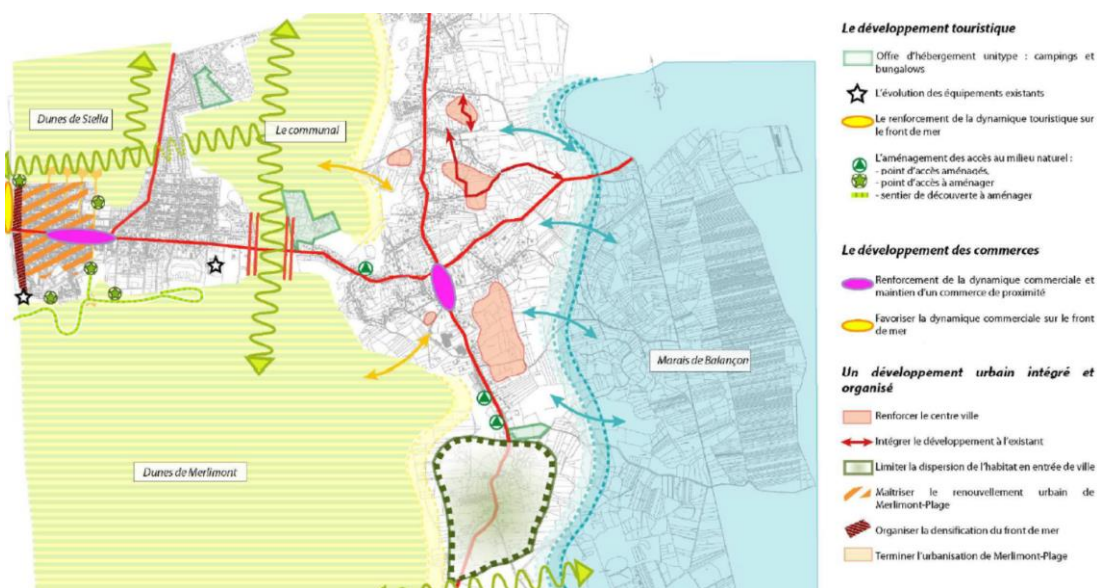 Dunes de Stella
Le communal
Marais de Balançon
Dunes de Merlimont
Le développement touristique
Offre d'hébergement unitype : campings et
bungalows
L'évolution des équipements existants
Le renforcement de la dynamique touristique sur
le front de mer
L'aménagement des accès au milieu naturel :
- point d'accès aménagés,
- point d'accès à aménager
- sentier de découverte à aménager
Le développement des commerces
Renforcement de la dynamique commerciale et
maintien d'un commerce de proximité
Favoriser la dynamique commerciale sur le front
de mer
Un développement urbain intégré et
organisé
Renforcer le centre ville
Intégrer le développement à l'existant
Limiter la dispersion de l'habitat en entrée de ville
Maîtriser le renouvellement urbain de
Merlimont-Plage
Organiser la densification du front de mer
Terminer l'urbanisation de Merlimont-Plage